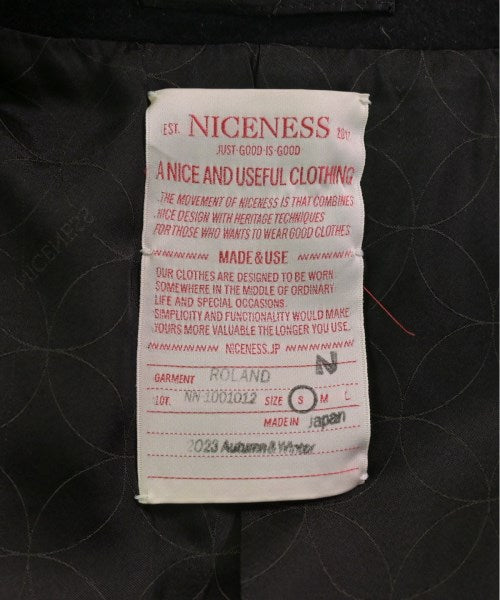 EST. NICENESS 2017
JUST-GOOD-IS-GOOD
A NICE AND USEFUL CLOTHING
THE MOVEMENT OF NICENESS IS THAT COMBINES
NICE DESIGN WITH HERITAGE TECHNIQUES
FOR THOSE WHO WANTS TO WEAR GOOD CLOTHES.
MADE & USE
OUR CLOTHES ARE DESIGNED TO BE WORN
SOMEWHERE IN THE MIDDLE OF ORDINARY
LIFE AND SPECIAL OCCASIONS.
SIMPLICITY AND FUNCTIONALITY WOULD MAKE
YOURS MORE VALUABLE THE LONGER YOU USE.
NICENESS.JP
N
GARMENT ROLAND
LOT. NN-1001012 SIZE S M L
MADE IN Japan
2023 Autumn & Winter
NICENESS